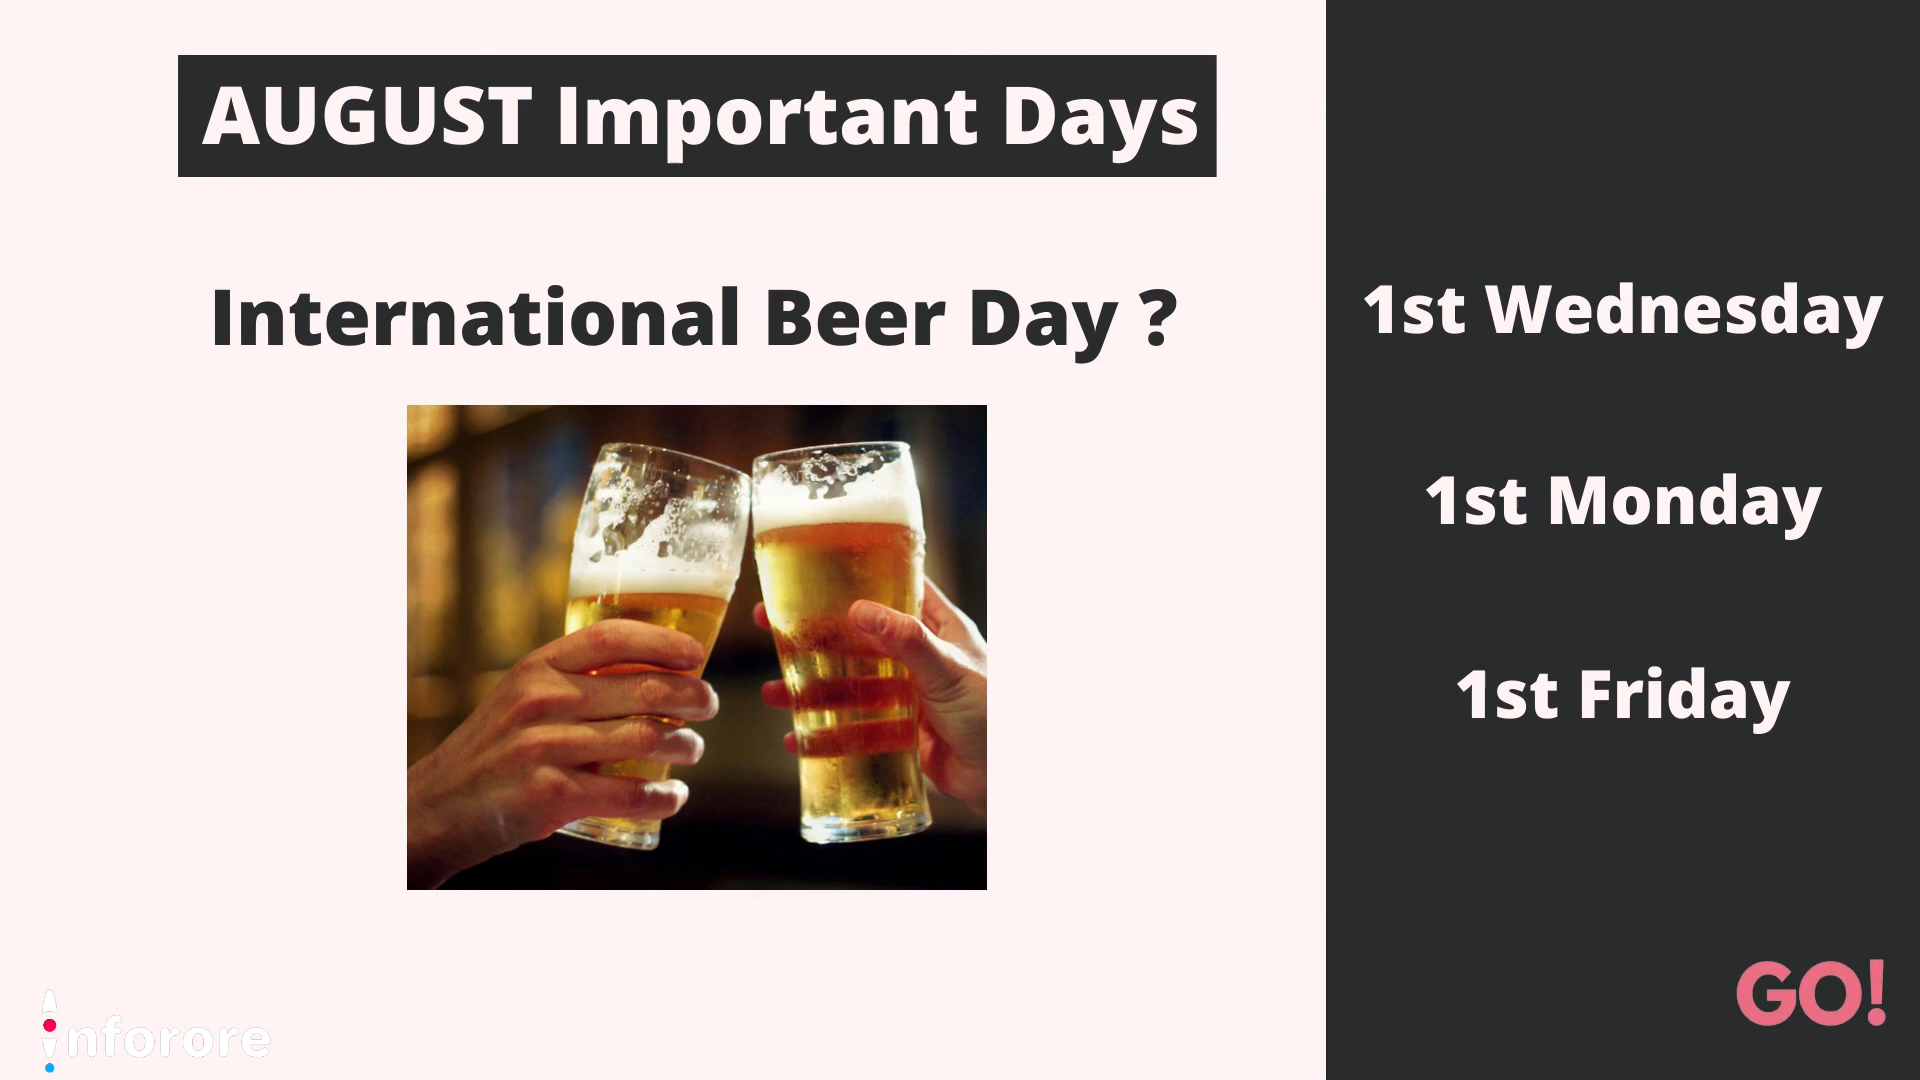 AUGUST Important Days
International Beer Day ?
1st Wednesday
1st Monday
1st Friday
GO!
inforore